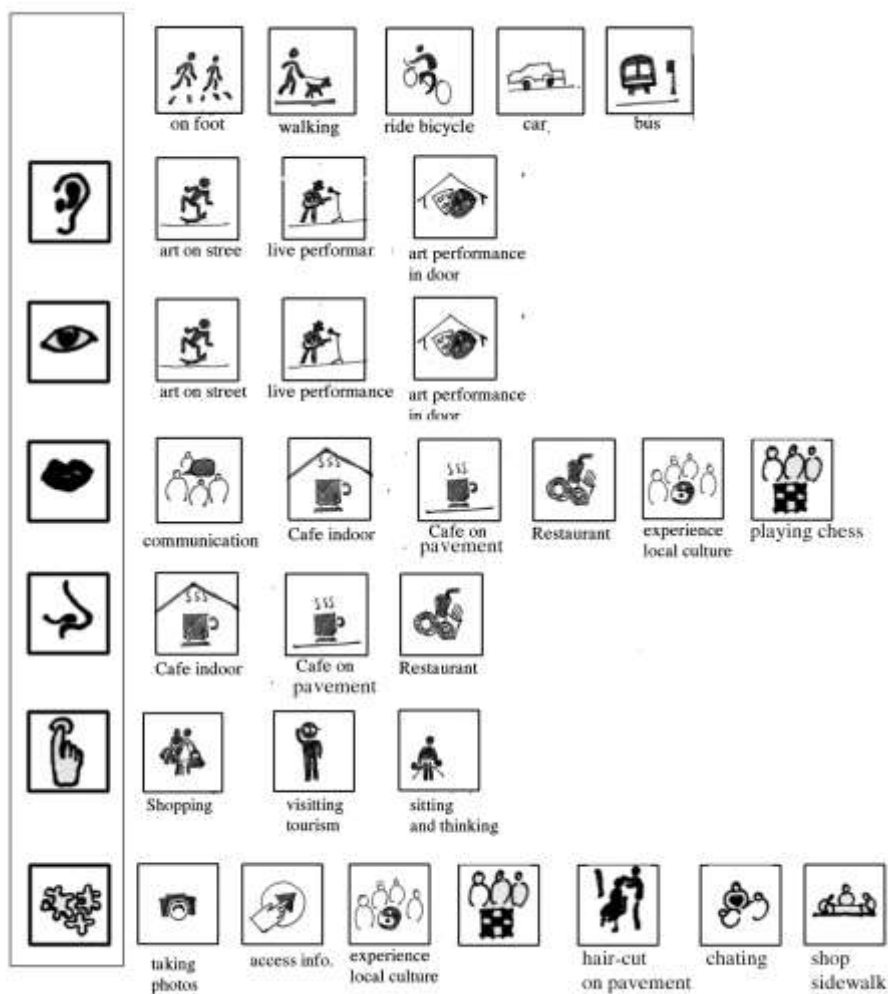 on foot
walking
ride bicycle
car
bus
art on stree
live performar
art performance
in door
art on street
live performance
art performance
in door
communication
Cafe indoor
Cafe on
pavement
Restaurant
experience
local culture
playing chess
Cafe indoor
Cafe on
pavement
Restaurant
Shopping
visitting
tourism
sitting
and thinking
taking
photos
access info.
experience
local culture
hair-cut
on pavement
chating
shop
sidewalk